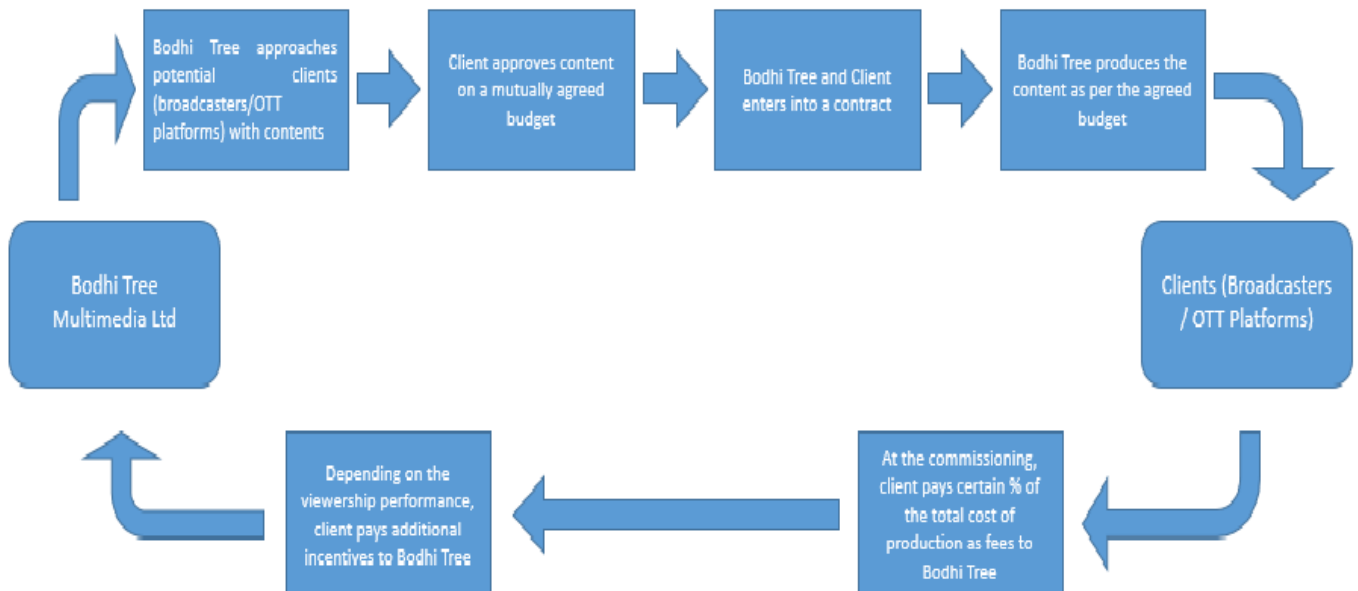 Bodhi Tree approaches
potential clients
(broadcasters/OTT
platforms) with contents
Client approves content
on a mutually agreed
budget
Bodhi Tree and Client
enters into a contract
Bodhi Tree produces the
content as per the agreed
budget
Bodhi Tree
Multimedia Ltd
Clients (Broadcasters
/ OTT Platforms)
Depending on the
viewership performance,
client pays additional
incentives to Bodhi Tree
At the commissioning,
client pays certain % of
the total cost of
production as fees to
Bodhi Tree